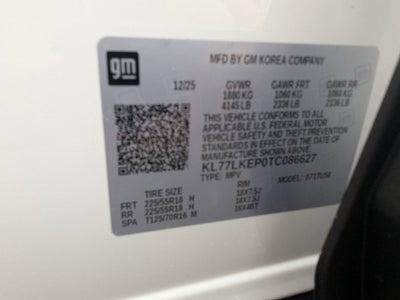 gm
MFD BY GM KOREA COMPANY
12/25 GVWR GAWR FRT GAWR RR
1880 KG 1060 KG 1060 KG
4145 LB 2336 LB 2336 LB
THIS VEHICLE CONFORMS TO ALL
APPLICABLE U.S. FEDERAL MOTOR
VEHICLE SAFETY AND THEFT PREVENTION
STANDARDS IN EFFECT ON THE DATE OF
MANUFACTURE SHOWN ABOVE.
KL77LKEP0TC086627
TYPE: MPV MODEL:
TIRE SIZE RIM
FRT 225/55R18 H 18X7.5J
RR 225/55R18 H 18X7.5J
SPA T125/70R16 M 16X4BT